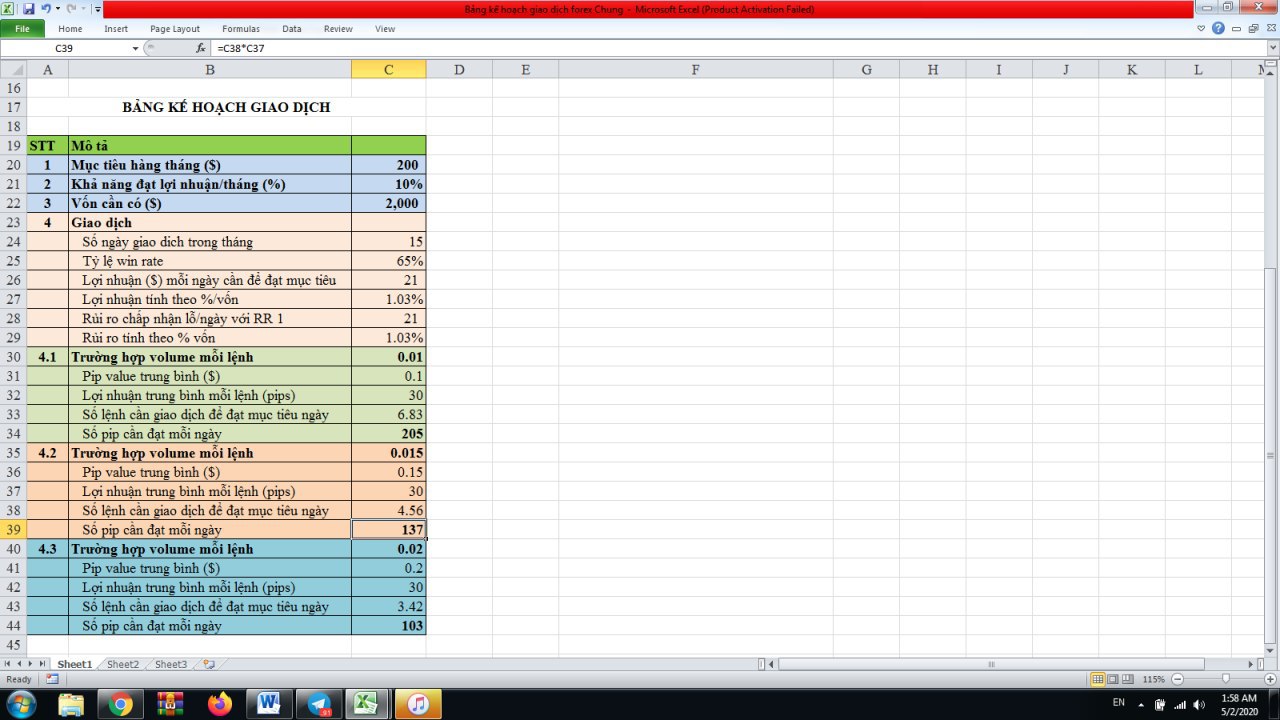 Bảng kế hoạch giao dịch forex Chung - Microsoft Excel (Product Activation Failed)
File Home Insert Page Layout Formulas Data Review View
C39 fx =C38*C37
A B C D E F G H I J K L M
16
17 BẢNG KẾ HOẠCH GIAO DỊCH
18
19 STT Mô tả
20 1 Mục tiêu hàng tháng ($) 200
21 2 Khả năng đạt lợi nhuận/tháng (%) 10%
22 3 Vốn cần có ($) 2,000
23 4 Giao dịch
24 Số ngày giao dich trong tháng 15
25 Tỷ lệ win rate 65%
26 Lợi nhuận ($) mỗi ngày cần để đạt mục tiêu 21
27 Lợi nhuận tính theo %/vốn 1.03%
28 Rủi ro chấp nhận lỗ/ngày với RR 1 21
29 Rủi ro tính theo % vốn 1.03%
30 4.1 Trường hợp volume mỗi lệnh 0.01
31 Pip value trung bình ($) 0.1
32 Lợi nhuận trung bình mỗi lệnh (pips) 30
33 Số lệnh cần giao dịch để đạt mục tiêu ngày 6.83
34 Số pip cần đạt mỗi ngày 205
35 4.2 Trường hợp volume mỗi lệnh 0.015
36 Pip value trung bình ($) 0.15
37 Lợi nhuận trung bình mỗi lệnh (pips) 30
38 Số lệnh cần giao dịch để đạt mục tiêu ngày 4.56
39 Số pip cần đạt mỗi ngày 137
40 4.3 Trường hợp volume mỗi lệnh 0.02
41 Pip value trung bình ($) 0.2
42 Lợi nhuận trung bình mỗi lệnh (pips) 30
43 Số lệnh cần giao dịch để đạt mục tiêu ngày 3.42
44 Số pip cần đạt mỗi ngày 103
45
Sheet1 Sheet2 Sheet3
Ready 115%
EN 1:58 AM
5/2/2020